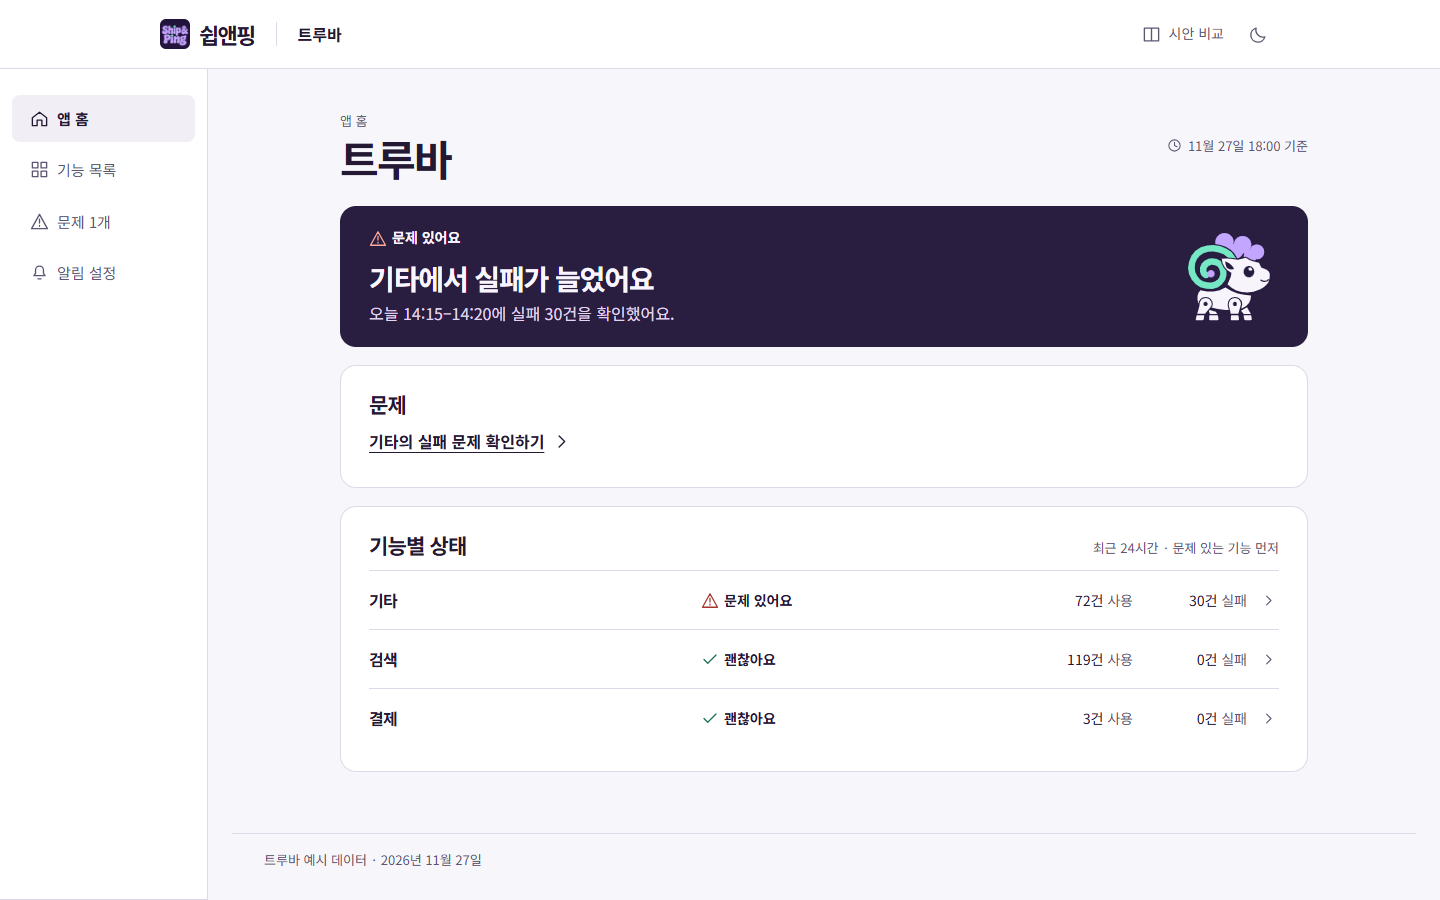 Ship&
Ping
쉽앤핑
트루바
시안 비교
앱 홈
기능 목록
문제 1개
알림 설정
앱 홈
트루바
11월 27일 18:00 기준
문제 있어요
기타에서 실패가 늘었어요
오늘 14:15–14:20에 실패 30건을 확인했어요.
문제
기타의 실패 문제 확인하기
기능별 상태
최근 24시간 · 문제 있는 기능 먼저
기타 문제 있어요 72건 사용 30건 실패
검색 괜찮아요 119건 사용 0건 실패
결제 괜찮아요 3건 사용 0건 실패
트루바 예시 데이터 · 2026년 11월 27일